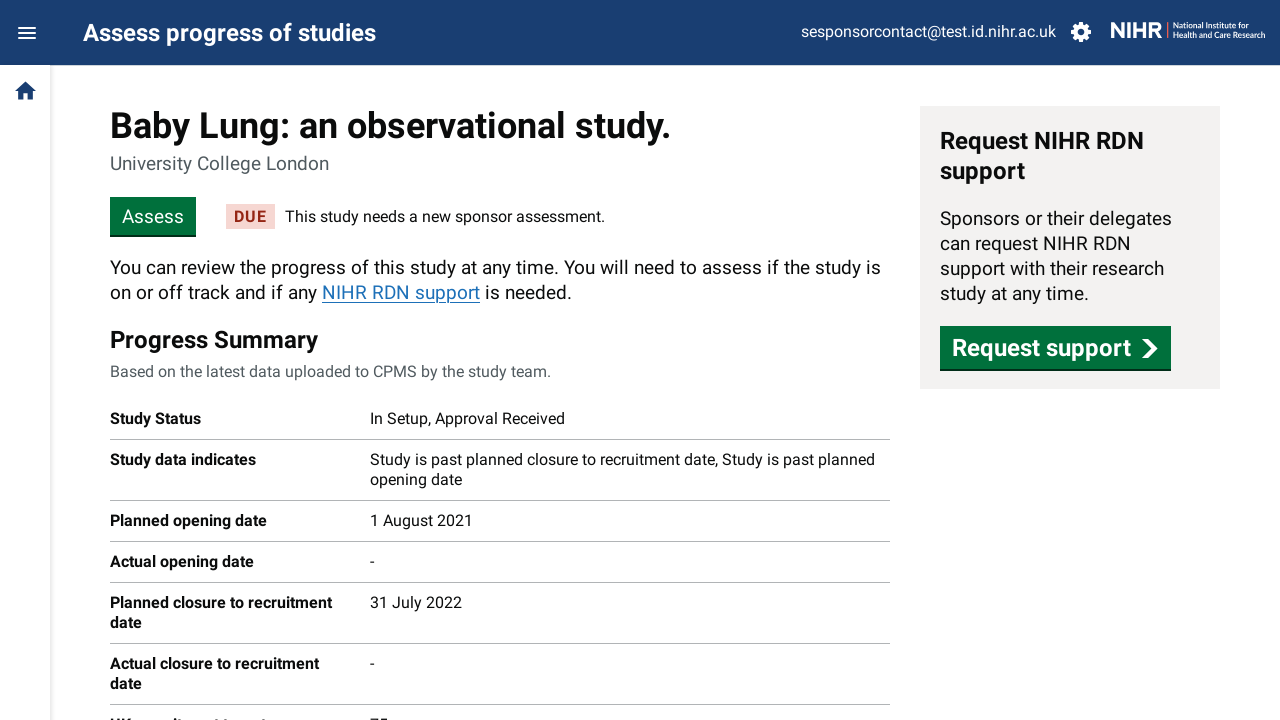 Assess progress of studies
sesponsorcontact@test.id.nihr.ac.uk
NIHR
National Institute for
Health and Care Research
Baby Lung: an observational study.
University College London
Assess
DUE
This study needs a new sponsor assessment.
You can review the progress of this study at any time. You will need to assess if the study is
on or off track and if any NIHR RDN support is needed.
Progress Summary
Based on the latest data uploaded to CPMS by the study team.
Study Status
In Setup, Approval Received
Study data indicates
Study is past planned closure to recruitment date, Study is past planned
opening date
Planned opening date
1 August 2021
Actual opening date
-
Planned closure to recruitment
date
31 July 2022
Actual closure to recruitment
date
-
Request NIHR RDN
support
Sponsors or their delegates
can request NIHR RDN
support with their research
study at any time.
Request support